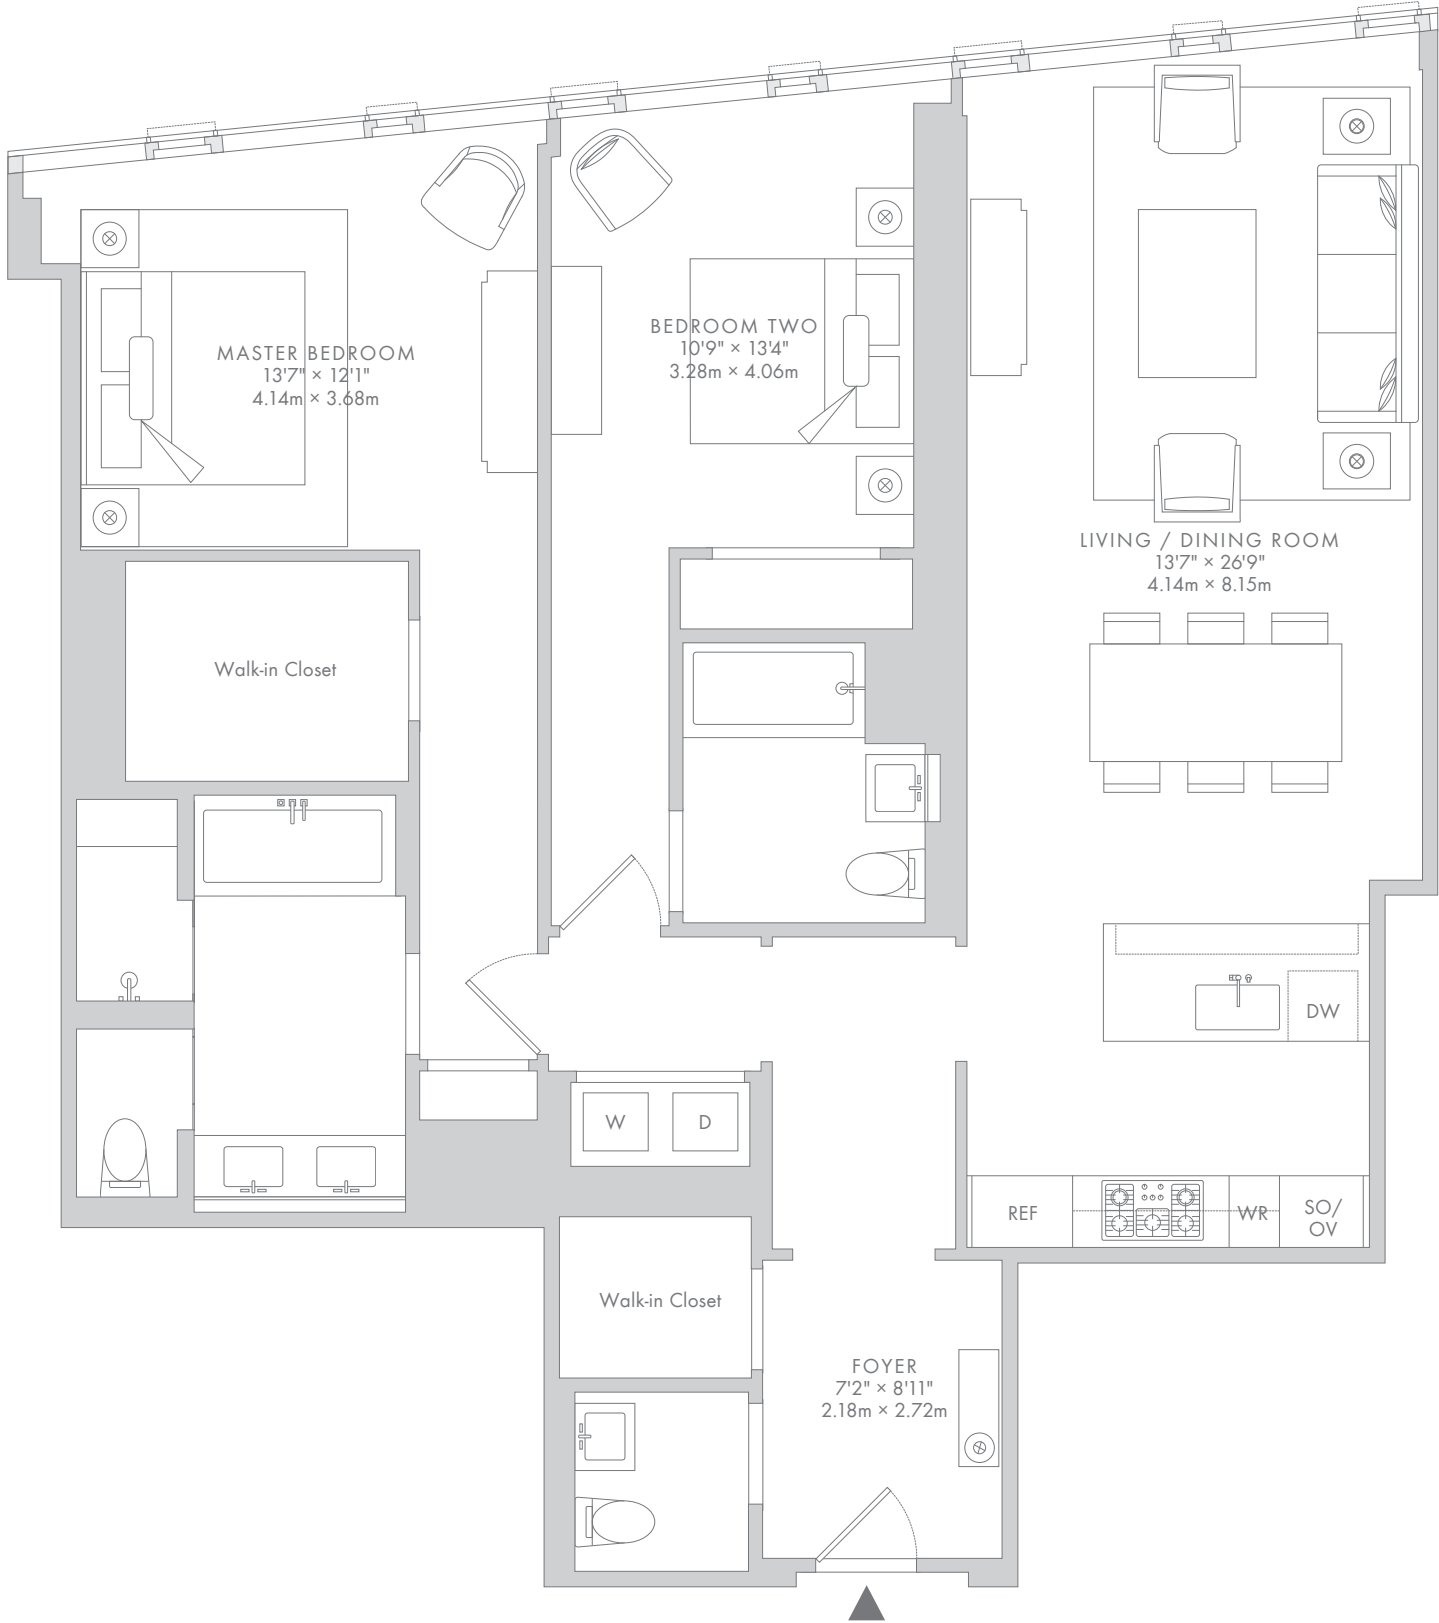 BEDROOM TWO
10'9" × 13'4"
3.28m × 4.06m
MASTER BEDROOM
13'7" × 12'1"
4.14m × 3.68m
LIVING / DINING ROOM
13'7" × 26'9"
4.14m × 8.15m
Walk-in Closet
DW
W
D
REF
WR
SO/
OV
Walk-in Closet
FOYER
7'2" × 8'11"
2.18m × 2.72m